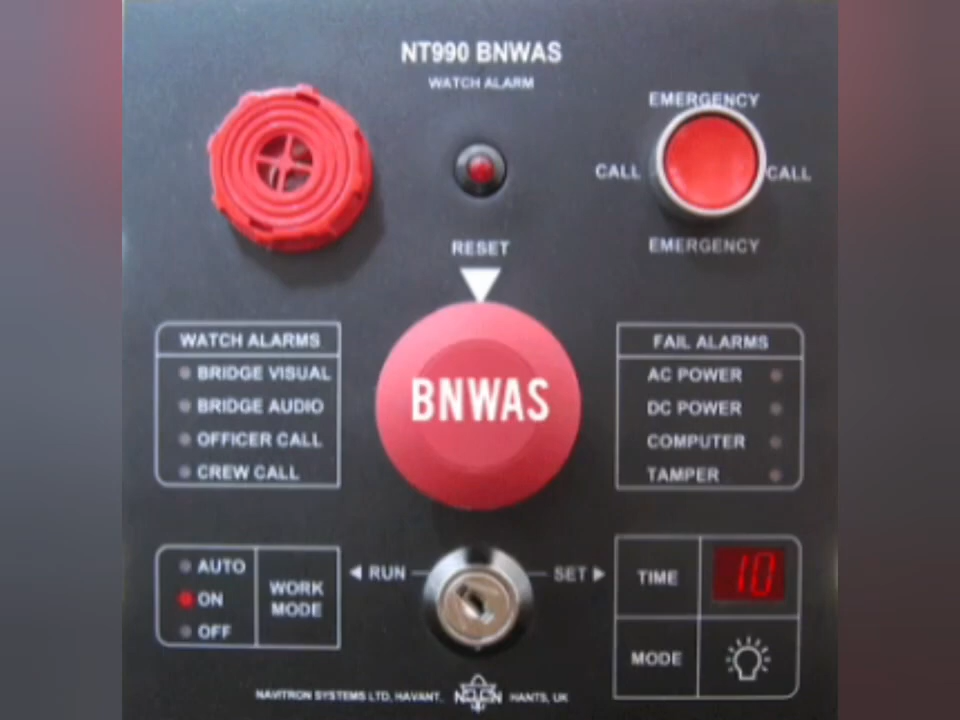 NT990 BNWAS
WATCH ALARM
EMERGENCY
CALL CALL
EMERGENCY
RESET
BNWAS
WATCH ALARMS
BRIDGE VISUAL
BRIDGE AUDIO
OFFICER CALL
CREW CALL
FAIL ALARMS
AC POWER
DC POWER
COMPUTER
TAMPER
AUTO
ON
OFF
WORK
MODE
RUN
SET
TIME 10
MODE
NAVITRON SYSTEMS LTD, HAVANT, HANTS, UK